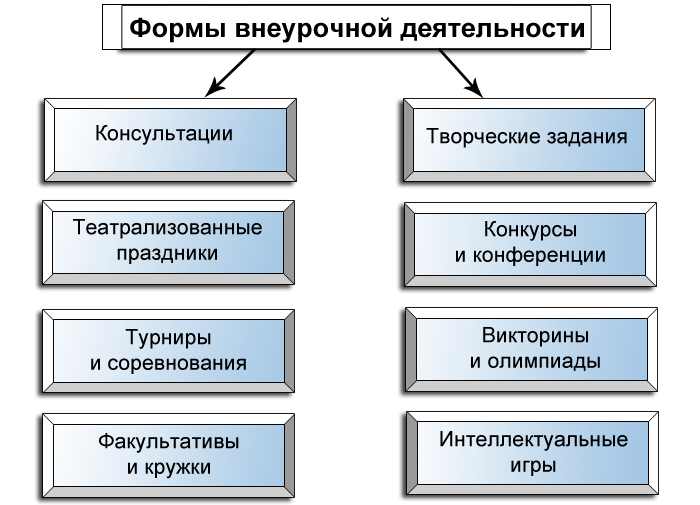 Формы внеурочной деятельности
Консультации
Театрализованные
праздники
Турниры
и соревнования
Факультативы
и кружки
Творческие задания
Конкурсы
и конференции
Викторины
и олимпиады
Интеллектуальные
игры